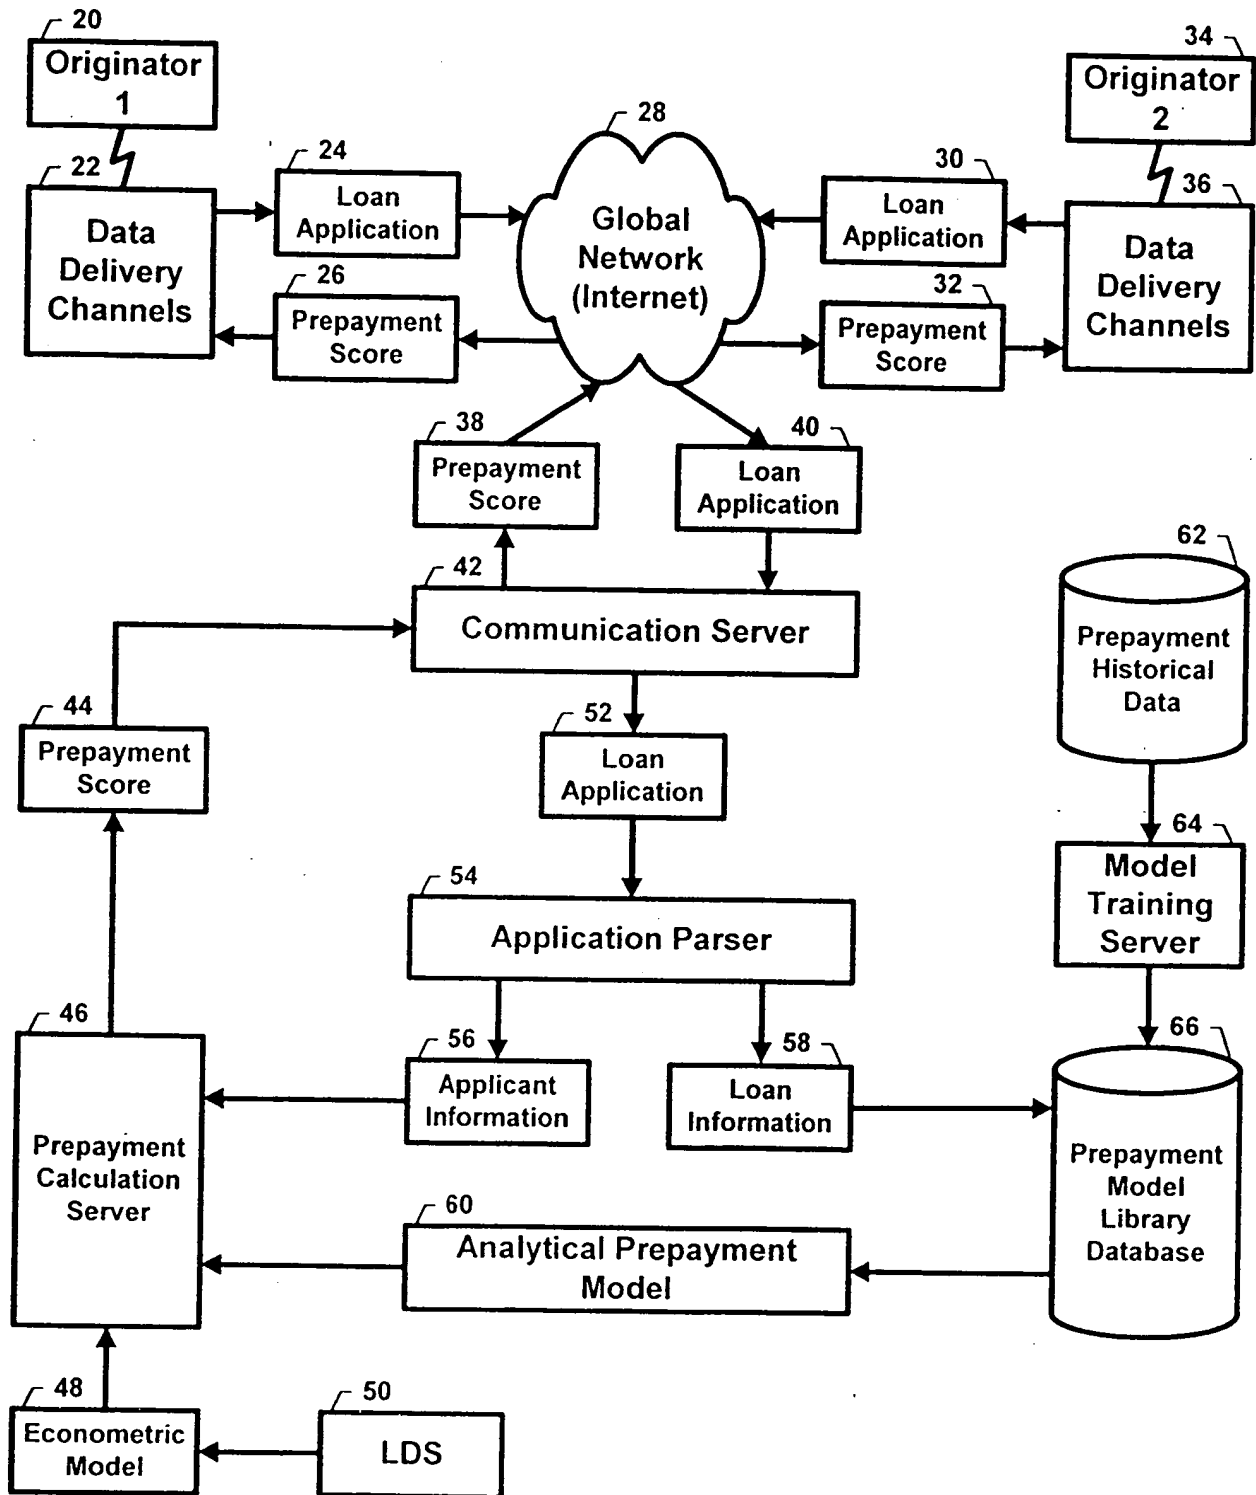 20
Originator
1
34
Originator
2
22
Data
Delivery
Channels
24
Loan
Application
26
Prepayment
Score
28
Global
Network
(Internet)
30
Loan
Application
32
Prepayment
Score
36
Data
Delivery
Channels
38
Prepayment
Score
40
Loan
Application
42
Communication Server
44
Prepayment
Score
52
Loan
Application
62
Prepayment
Historical
Data
54
Application Parser
64
Model
Training
Server
46
Prepayment
Calculation
Server
56
Applicant
Information
58
Loan
Information
66
Prepayment
Model
Library
Database
60
Analytical Prepayment
Model
48
Econometric
Model
50
LDS